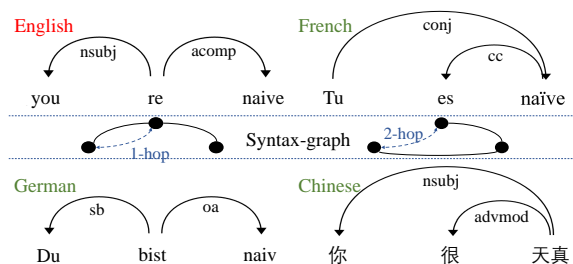 English
French
nsubj
acomp
conj
cc
you
re
naive
Tu
es
naïve
1-hop
Syntax-graph
2-hop
German
Chinese
sb
oa
nsubj
advmod
Du
bist
naiv
你
很
天真